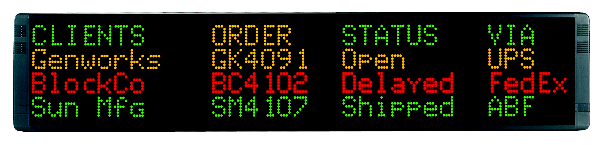 CLIENTS ORDER STATUS VIA
Genworks GK4091 Open UPS
BlockCo BC4102 Delayed FedEx
Sun Mfg SM4107 Shipped ABF